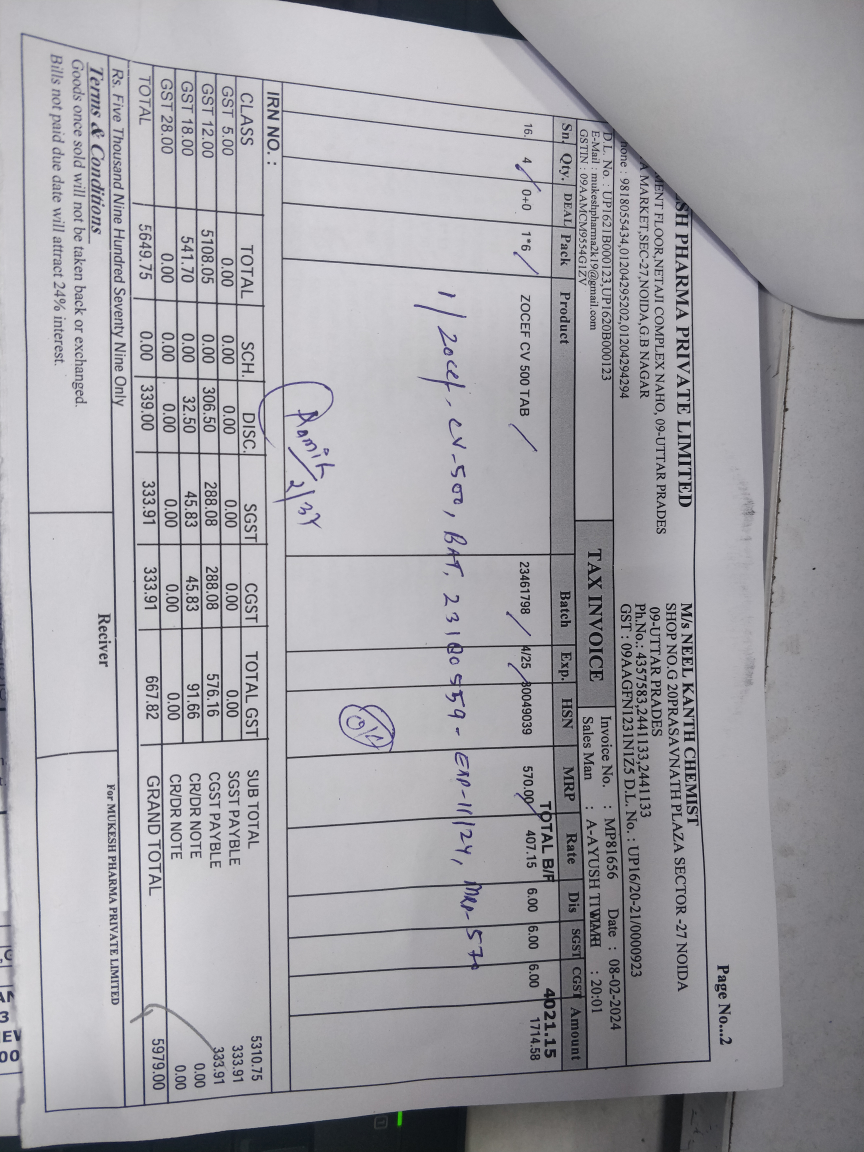 Page No...2
SH PHARMA PRIVATE LIMITED
MENT FLOOR,NETAJI COMPLEX NAHO, 09-UTTAR PRADES
A MARKET,SEC-27,NOIDA,G.B NAGAR
hone : 9818055434,01204295202,01204294294
D.L. No. : UP1621B000123,UP1620B000123
E-Mail : mukeshpharma2k19@gmail.com
GSTIN : 09AAMCM9554G1ZV
M/s NEEL KANTH CHEMIST
SHOP NO.G 20PRASAVNATH PLAZA SECTOR -27 NOIDA
09-UTTAR PRADES
Ph.No.: 4357583,2441133,2441133
GST : 09AAGFN1231N1Z5 D.L. No. : UP16/20-21/0000923
TAX INVOICE
Invoice No. : MP81656 Date : 08-02-2024
Sales Man : A-AYUSH TIWARI : 20:01
Sn. Qty. DEAL Pack Product Batch Exp. HSN MRP Rate Dis SGST CGST Amount
TOTAL B/F 4021.15
16. 4 0+0 1*6 ZOCEF CV 500 TAB 23461798 4/25 30049039 570.00 407.15 6.00 6.00 6.00 1714.58
1/ Zocef. CV-500, BAT. 23180559 - EXP-11/24, MRP-570
IRN NO. :
CLASS TOTAL SCH. DISC. SGST CGST TOTAL GST
GST 5.00 0.00 0.00 0.00 0.00 0.00 0.00
GST 12.00 5108.05 0.00 306.50 288.08 288.08 576.16
GST 18.00 541.70 0.00 32.50 45.83 45.83 91.66
GST 28.00 0.00 0.00 0.00 0.00 0.00 0.00
TOTAL 5649.75 0.00 339.00 333.91 333.91 667.82
SUB TOTAL 5310.75
SGST PAYBLE 333.91
CGST PAYBLE 333.91
CR/DR NOTE 0.00
CR/DR NOTE 0.00
GRAND TOTAL 5979.00
Rs. Five Thousand Nine Hundred Seventy Nine Only
Terms & Conditions
Goods once sold will not be taken back or exchanged.
Bills not paid due date will attract 24% interest.
Reciver
For MUKESH PHARMA PRIVATE LIMITED